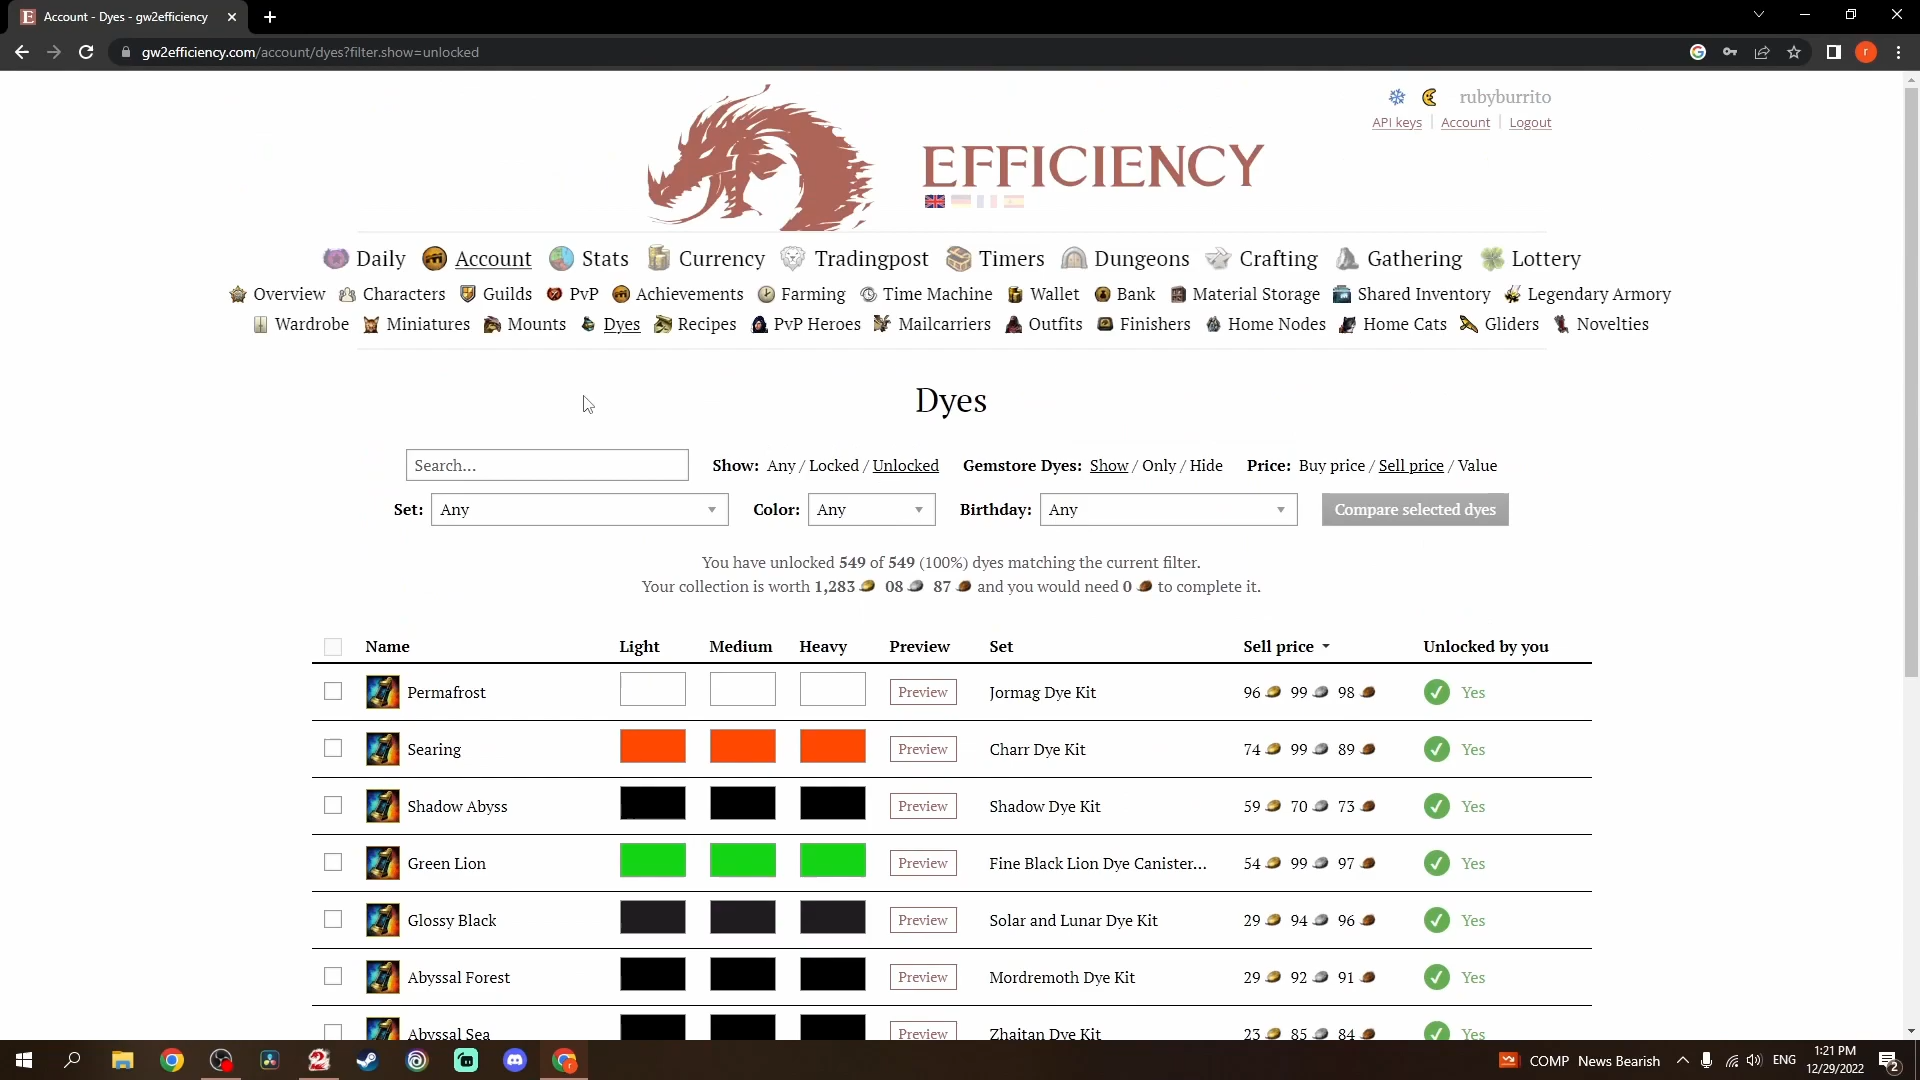 Account - Dyes - gw2efficiency
gw2efficiency.com/account/dyes?filter.show=unlocked
r
rubyburrito
API keys | Account | Logout
EFFICIENCY
Daily Account Stats Currency Tradingpost Timers Dungeons Crafting Gathering Lottery
Overview Characters Guilds PvP Achievements Farming Time Machine Wallet Bank Material Storage Shared Inventory Legendary Armory
Wardrobe Miniatures Mounts Dyes Recipes PvP Heroes Mailcarriers Outfits Finishers Home Nodes Home Cats Gliders Novelties
Dyes
Search... Show: Any / Locked / Unlocked Gemstore Dyes: Show / Only / Hide Price: Buy price / Sell price / Value
Set: Any Color: Any Birthday: Any Compare selected dyes
You have unlocked 549 of 549 (100%) dyes matching the current filter.
Your collection is worth 1,283 08 87 and you would need 0 to complete it.
Name Light Medium Heavy Preview Set Sell price Unlocked by you
Permafrost Preview Jormag Dye Kit 96 99 98 Yes
Searing Preview Charr Dye Kit 74 99 89 Yes
Shadow Abyss Preview Shadow Dye Kit 59 70 73 Yes
Green Lion Preview Fine Black Lion Dye Canister... 54 99 97 Yes
Glossy Black Preview Solar and Lunar Dye Kit 29 94 96 Yes
Abyssal Forest Preview Mordremoth Dye Kit 29 92 91 Yes
Abyssal Sea Preview Zhaitan Dye Kit 23 85 84 Yes
COMP News Bearish ENG 1:21 PM
12/29/2022 2